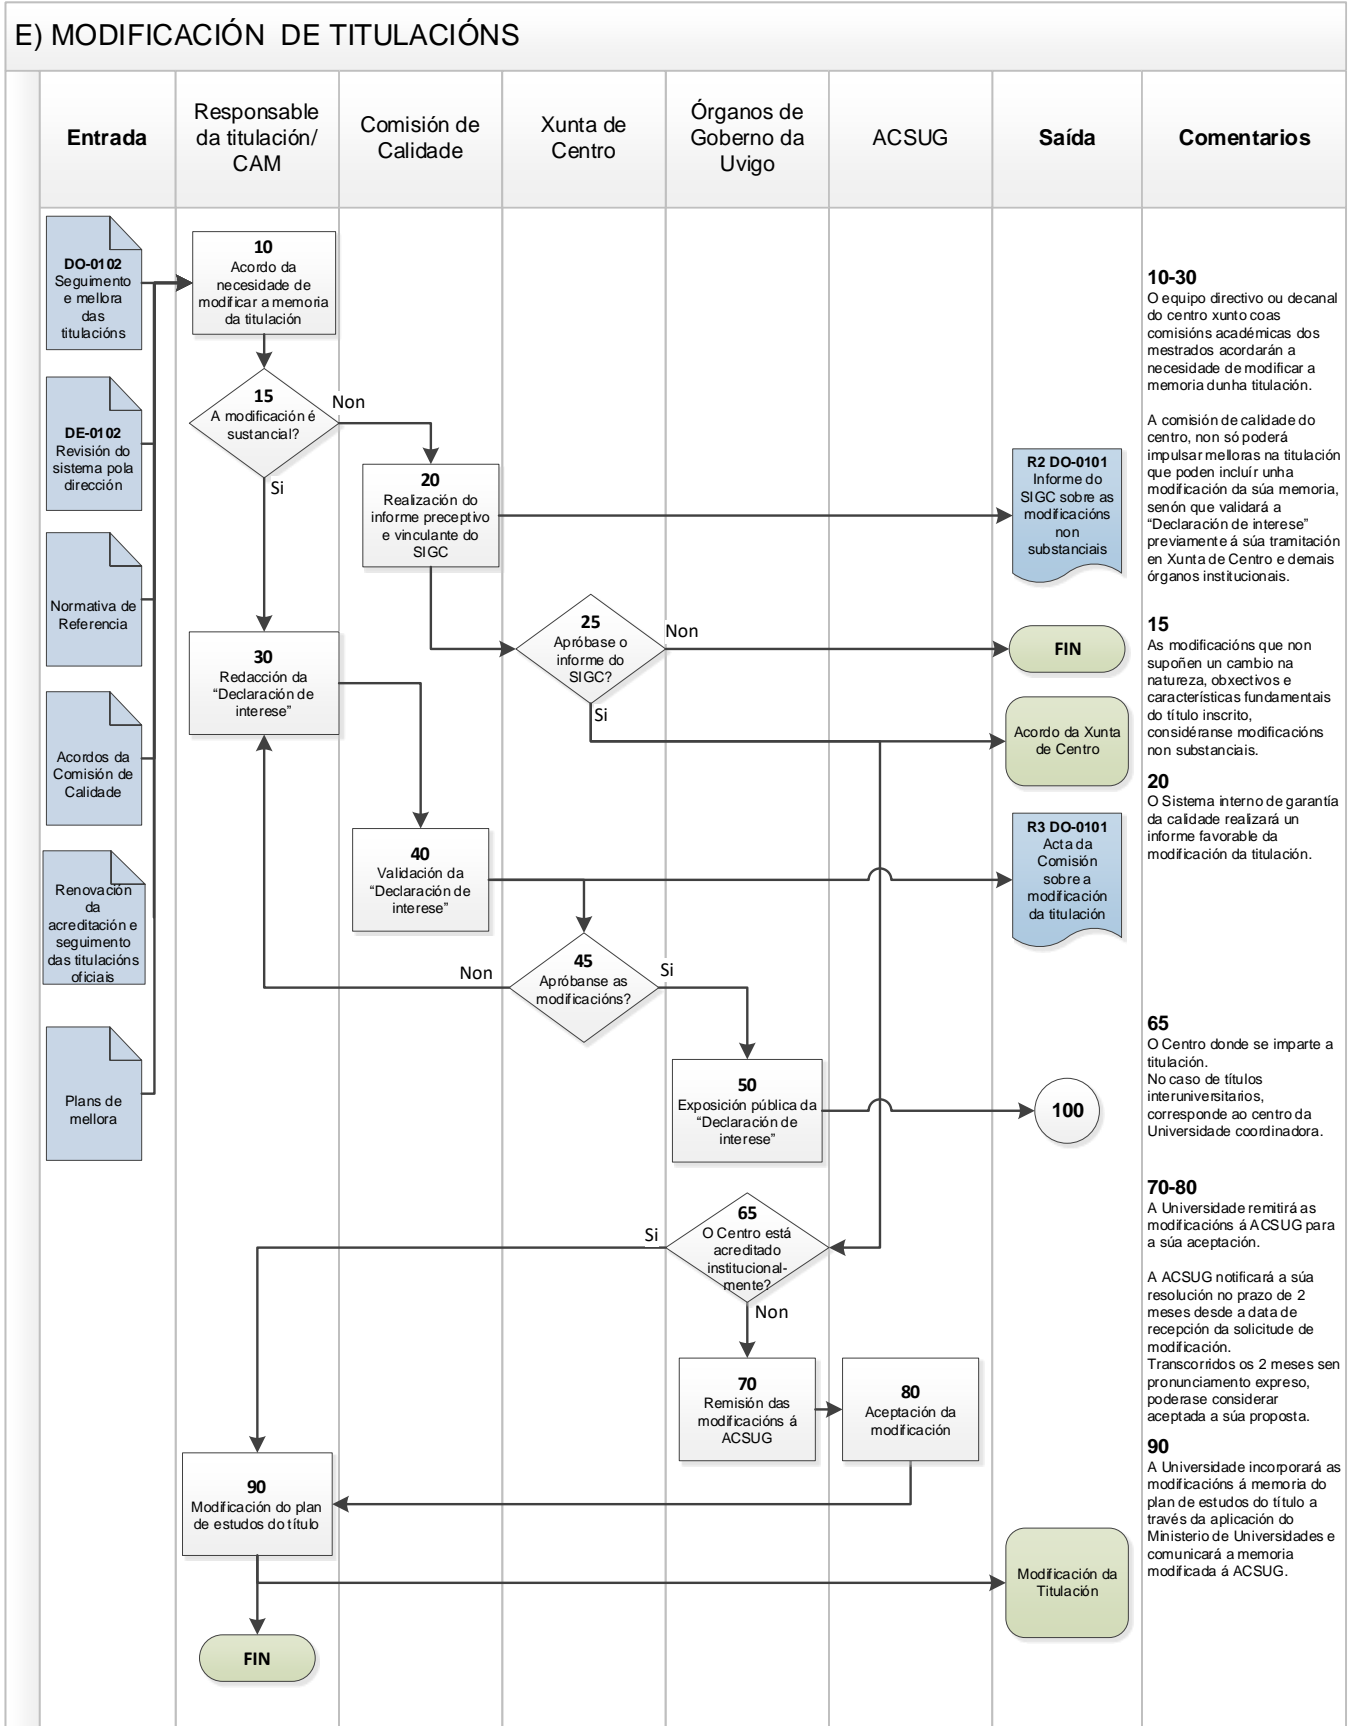 E) MODIFICACIÓN DE TITULACIÓNS
Entrada
Responsable
da titulación/
CAM
Comisión de
Calidade
Xunta de
Centro
Órganos de
Goberno da
Uvigo
ACSUG
Saída
Comentarios
DO-0102
Seguimento
e mellora
das
titulacións
DE-0102
Revisión do
sistema pola
dirección
Normativa de
Referencia
Acordos da
Comisión de
Calidade
Renovación
da
acreditación e
seguimento
das titulacións
oficiais
Plans de
mellora
10
Acordo da
necesidade de
modificar a memoria
da titulación
15
A modificación é
sustancial?
Non
Si
20
Realización do
informe preceptivo
e vinculante do
SIGC
25
Apróbase o
informe do
SIGC?
Non
Si
30
Redacción da
“Declaración de
interese”
40
Validación da
“Declaración de
interese”
45
Apróbanse as
modificacións?
Non
Si
50
Exposición pública da
“Declaración de
interese”
65
O Centro está
acreditado
institucional-
mente?
Si
Non
70
Remisión das
modificacións á
ACSUG
80
Aceptación da
modificación
90
Modificación do plan
de estudos do título
FIN
R2 DO-0101
Informe do
SIGC sobre as
modificacións
non
substanciais
FIN
Acordo da Xunta
de Centro
R3 DO-0101
Acta da
Comisión
sobre a
modificación
da titulación
100
Modificación da
Titulación
10-30
O equipo directivo ou decanal
do centro xunto coas
comisións académicas dos
mestrados acordarán a
necesidade de modificar a
memoria dunha titulación.
A comisión de calidade do
centro, non só poderá
impulsar melloras na titulación
que poden incluír unha
modificación da súa memoria,
senón que validará a
“Declaración de interese”
previamente á súa tramitación
en Xunta de Centro e demais
órganos institucionais.
15
As modificacións que non
supoñen un cambio na
natureza, obxectivos e
características fundamentais
do título inscrito,
considéranse modificacións
non substanciais.
20
O Sistema interno de garantía
da calidade realizará un
informe favorable da
modificación da titulación.
65
O Centro donde se imparte a
titulación.
No caso de títulos
interuniversitarios,
corresponde ao centro da
Universidade coordinadora.
70-80
A Universidade remitirá as
modificacións á ACSUG para
a súa aceptación.
A ACSUG notificará a súa
resolución no prazo de 2
meses desde a data de
recepción da solicitude de
modificación.
Transcorridos os 2 meses sen
pronunciamento expreso,
poderase considerar
aceptada a súa proposta.
90
A Universidade incorporará as
modificacións á memoria do
plan de estudos do título a
través da aplicación do
Ministerio de Universidades e
comunicará a memoria
modificada á ACSUG.